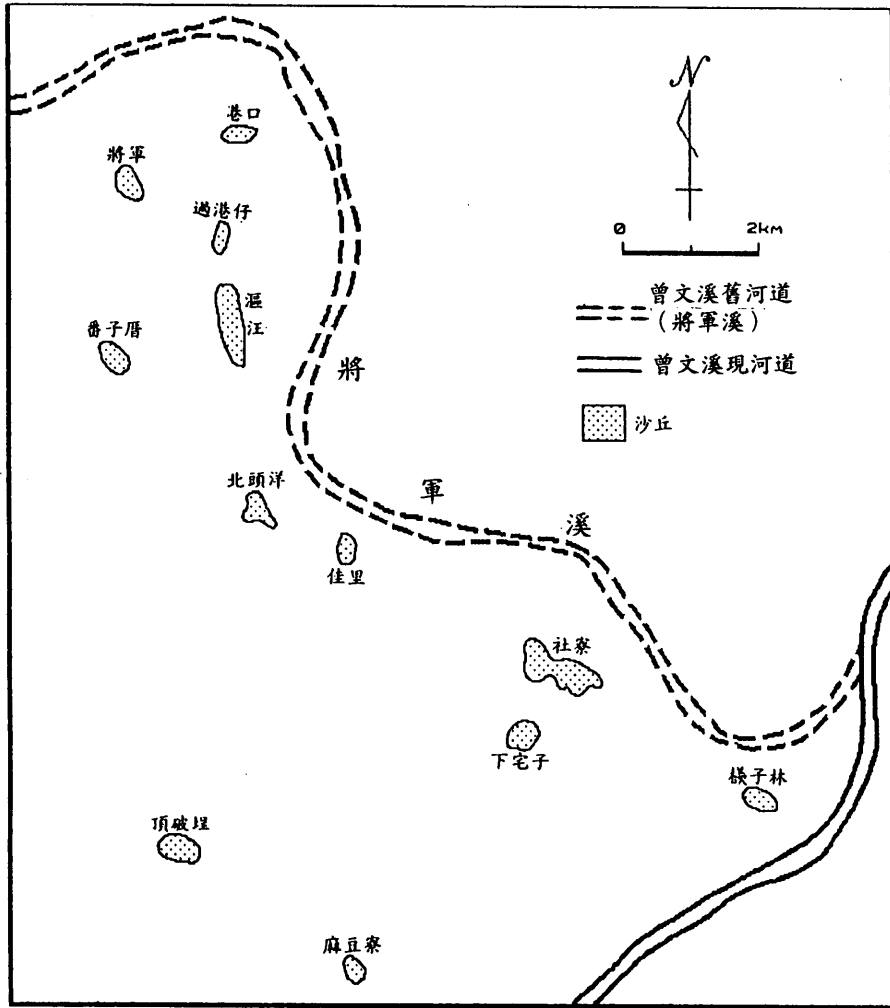 N
0 2km
曾文溪舊河道
(將軍溪)
曾文溪現河道
沙丘
港口
將軍
過港仔
漚汪
番子厝
將軍溪
北頭洋
佳里
社寮
下宅子
檨子林
頂破埕
麻豆寮